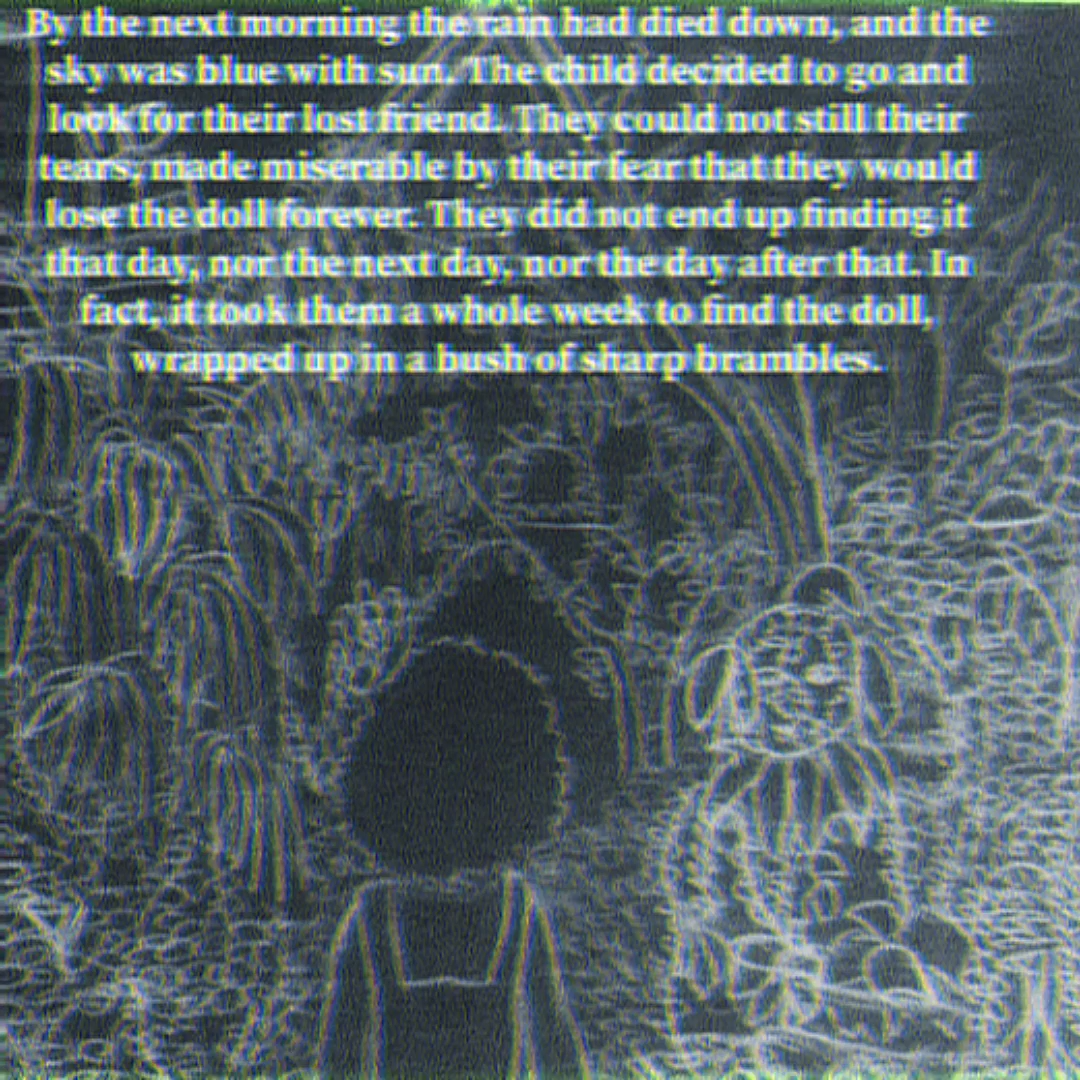 By the next morning the rain had died down, and the
sky was blue with sun. The child decided to go and
look for their lost friend. They could not still their
tears, made miserable by their fear that they would
lose the doll forever. They did not end up finding it
that day, nor the next day, nor the day after that. In
fact, it took them a whole week to find the doll,
wrapped up in a bush of sharp brambles.